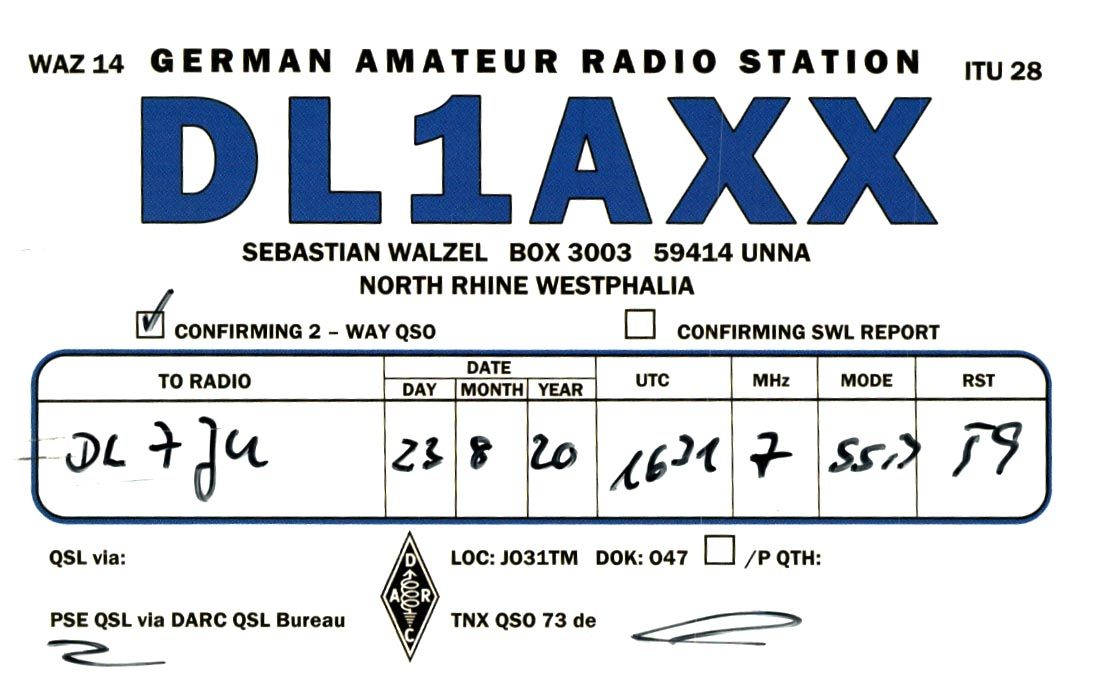 WAZ 14 GERMAN AMATEUR RADIO STATION ITU 28
DL1AXX
SEBASTIAN WALZEL BOX 3003 59414 UNNA
NORTH RHINE WESTPHALIA
CONFIRMING 2 – WAY QSO CONFIRMING SWL REPORT
TO RADIO DATE UTC MHz MODE RST
DAY MONTH YEAR
DL 7 JU 23 8 20 1631 7 SSB 59
QSL via: LOC: JO31TM DOK: O47 /P QTH:
DARC
PSE QSL via DARC QSL Bureau TNX QSO 73 de